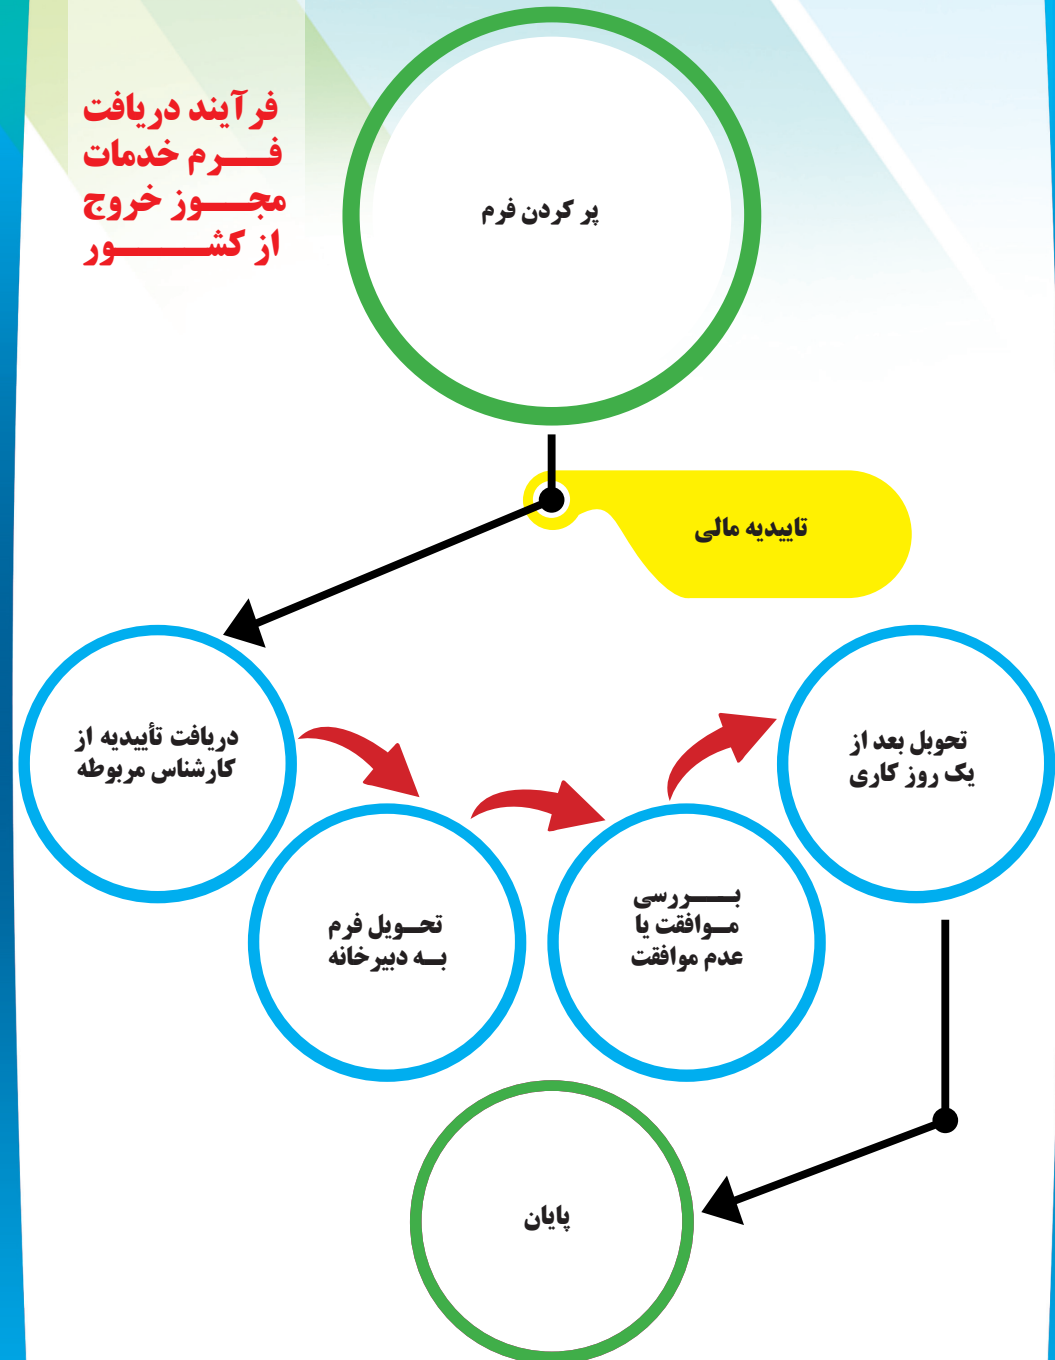 فرآیند دریافت
فـــرم خدمات
مجـــوز خروج
از کشـــــور
پر کردن فرم
تاییدیه مالی
دریافت تأییدیه از
کارشناس مربوطه
تحـویل فرم
بــه دبیرخانه
بـــررسی
مــوافقت یا
عدم موافقت
تحوبل بعد از
یک روز کاری
پایان